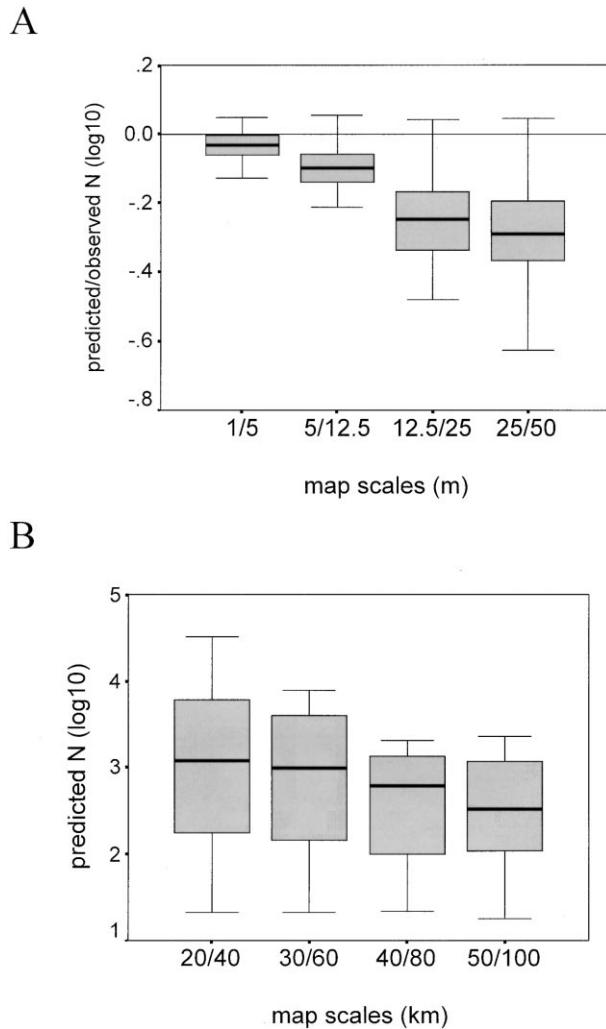 A
predicted/observed N (log10)
.2
0.0
-.2
-.4
-.6
-.8
1/5 5/12.5 12.5/25 25/50
map scales (m)
B
predicted N (log10)
5
4
3
2
1
20/40 30/60 40/80 50/100
map scales (km)